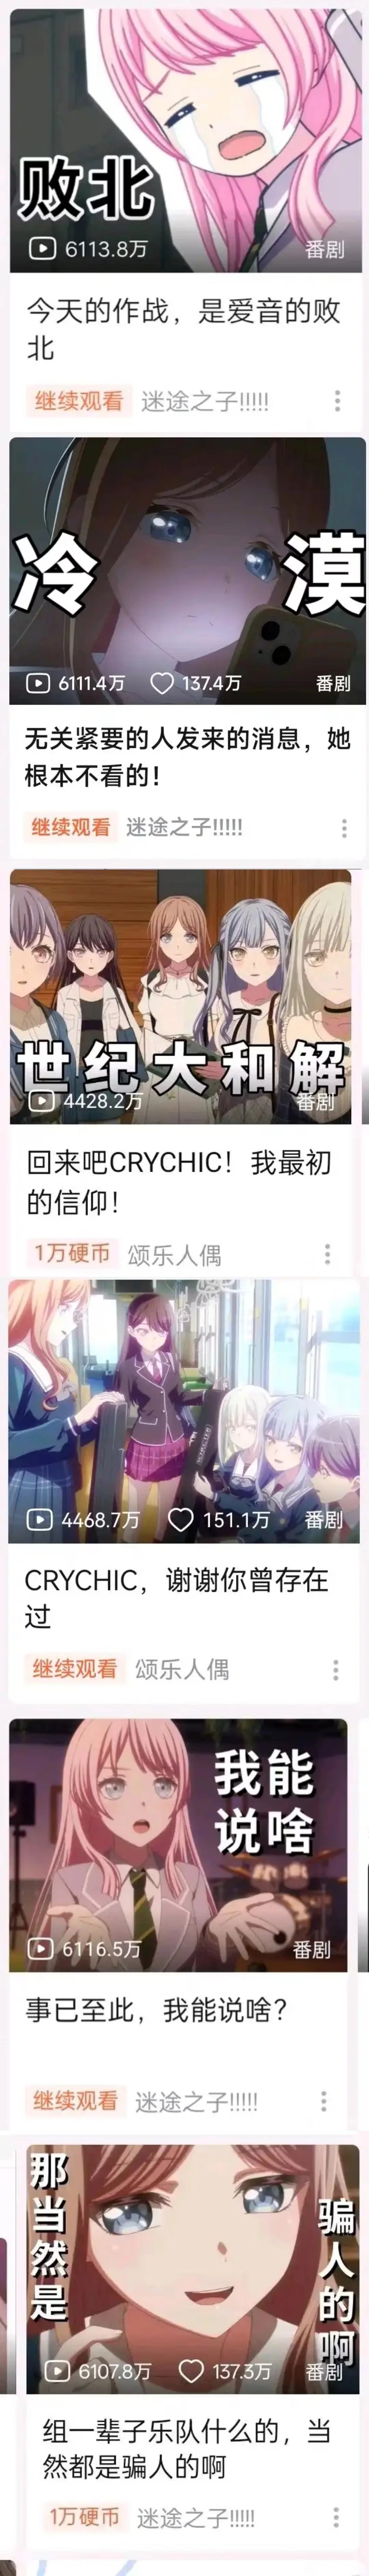 败北
6113.8万 番剧
今天的作战，是爱音的败
北
继续观看 迷途之子!!!!!
冷 漠
6111.4万 137.4万 番剧
无关紧要的人发来的消息，她
根本不看的！
继续观看 迷途之子!!!!!
世纪大和解
4428.2万 番剧
回来吧CRYCHIC！我最初
的信仰！
1万硬币 颂乐人偶
4468.7万 151.1万 番剧
CRYCHIC，谢谢你曾存在
过
继续观看 颂乐人偶
我能
说啥
6116.5万 番剧
事已至此，我能说啥？
继续观看 迷途之子!!!!!
那当然是
骗人的啊
6107.8万 137.3万 番剧
组一辈子乐队什么的，当
然都是骗人的啊
1万硬币 迷途之子!!!!!